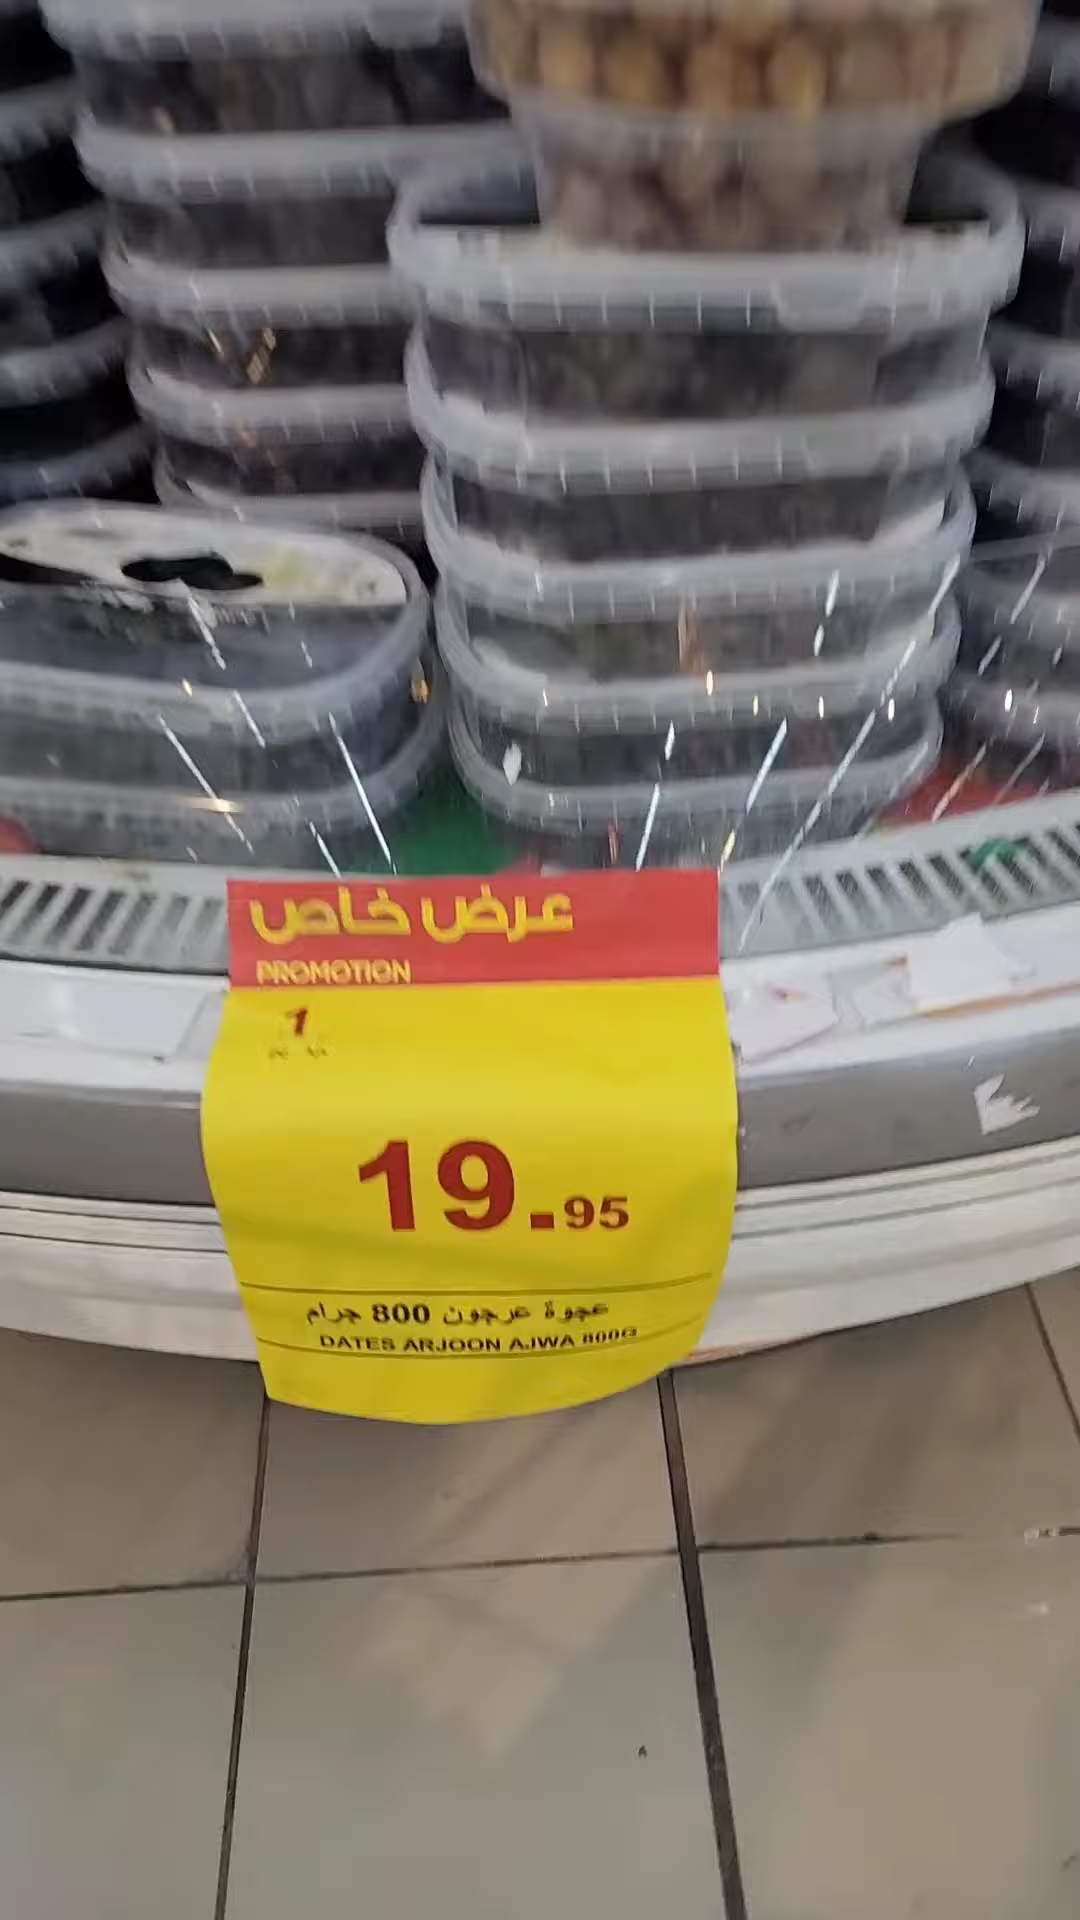 عرض خاص
PROMOTION
1
19.95
عجوة عرجون 800 جرام
DATES ARJOON AJWA 800G